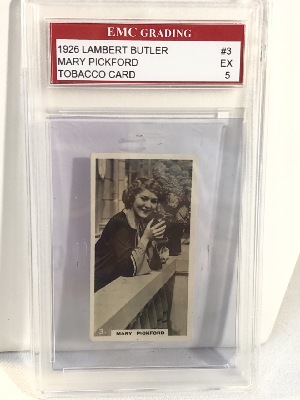 EMC GRADING
1926 LAMBERT BUTLER #3
MARY PICKFORD EX
TOBACCO CARD 5
3. MARY PICKFORD